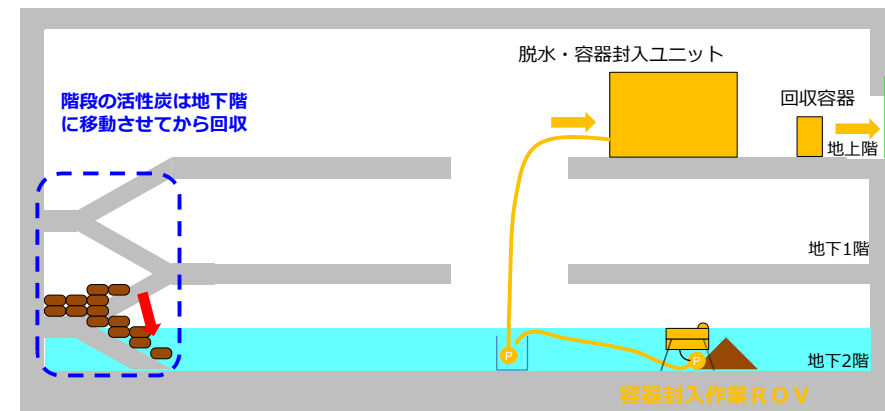 脱水・容器封入ユニット
階段の活性炭は地下階
に移動させてから回収
回収容器
地上階
地下1階
P
P
地下2階
容器封入作業ＲＯＶ